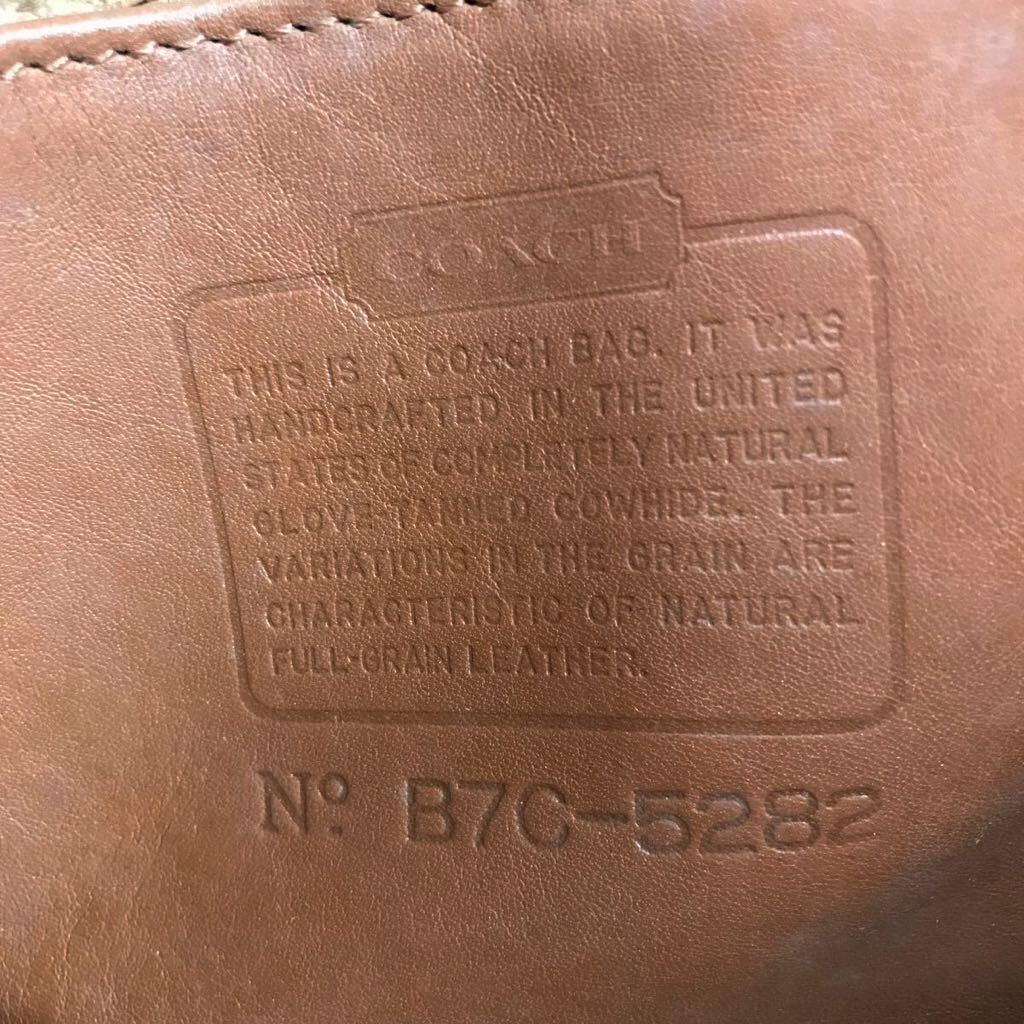 COACH
THIS IS A COACH BAG. IT WAS
HANDCRAFTED IN THE UNITED
STATES OF COMPLETELY NATURAL
GLOVE-TANNED COWHIDE. THE
VARIATIONS IN THE GRAIN ARE
CHARACTERISTIC OF NATURAL
FULL-GRAIN LEATHER.
Nº B7C-5282